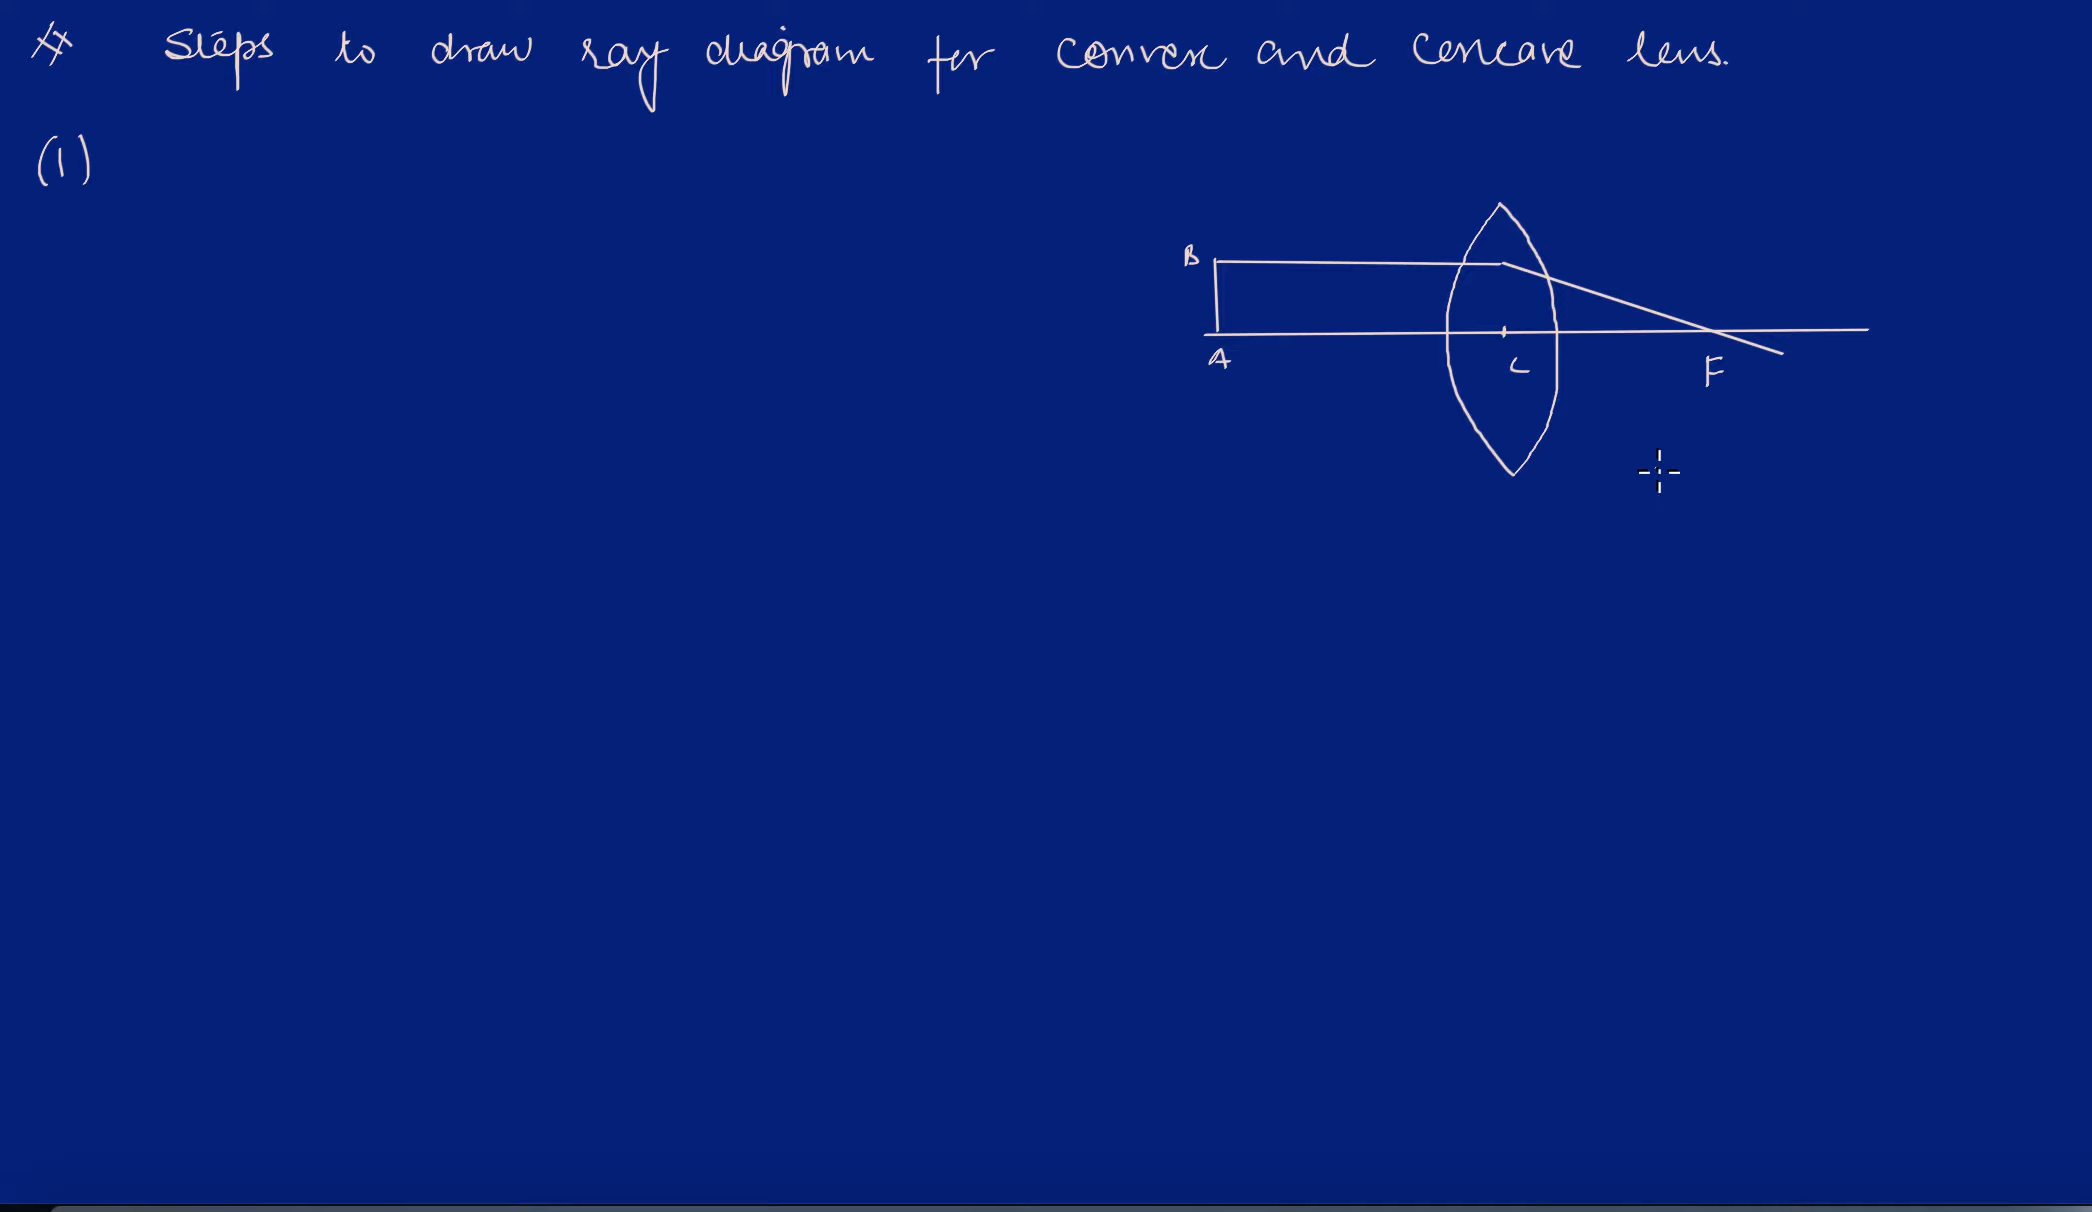 Steps to draw ray diagram for convex and concave lens.
(1)
B
A
C
F